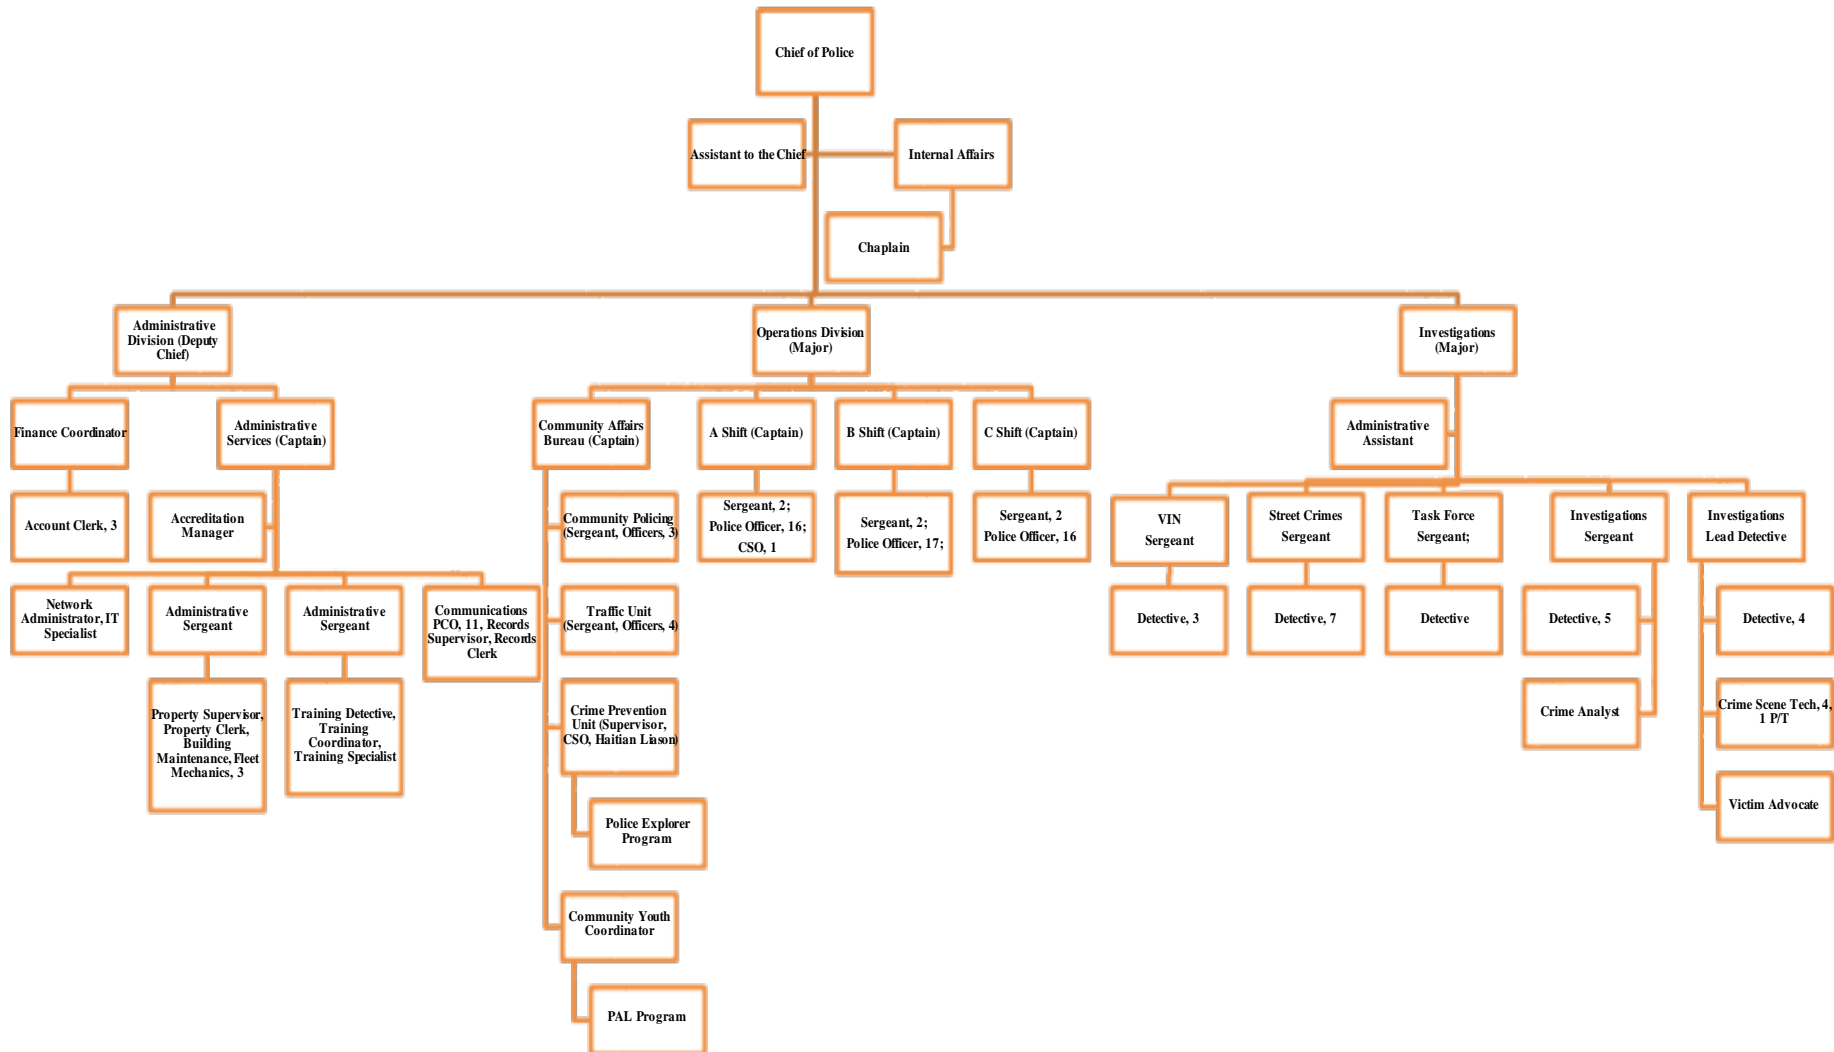 Chief of Police
Assistant to the Chief
Internal Affairs
Chaplain
Administrative
Division (Deputy
Chief)
Operations Division
(Major)
Investigations
(Major)
Finance Coordinator
Administrative
Services (Captain)
Community Affairs
Bureau (Captain)
A Shift (Captain)
B Shift (Captain)
C Shift (Captain)
Administrative
Assistant
Account Clerk, 3
Accreditation
Manager
Community Policing
(Sergeant, Officers, 3)
Sergeant, 2;
Police Officer, 16;
CSO, 1
Sergeant, 2;
Police Officer, 17;
Sergeant, 2
Police Officer, 16
VIN
Sergeant
Street Crimes
Sergeant
Task Force
Sergeant;
Investigations
Sergeant
Investigations
Lead Detective
Network
Administrator, IT
Specialist
Administrative
Sergeant
Administrative
Sergeant
Communications
PCO, 11, Records
Supervisor, Records
Clerk
Traffic Unit
(Sergeant, Officers, 4)
Detective, 3
Detective, 7
Detective
Detective, 5
Detective, 4
Property Supervisor,
Property Clerk,
Building
Maintenance, Fleet
Mechanics, 3
Training Detective,
Training
Coordinator,
Training Specialist
Crime Prevention
Unit (Supervisor,
CSO, Haitian Liason)
Crime Analyst
Crime Scene Tech, 4,
1 P/T
Police Explorer
Program
Victim Advocate
Community Youth
Coordinator
PAL Program